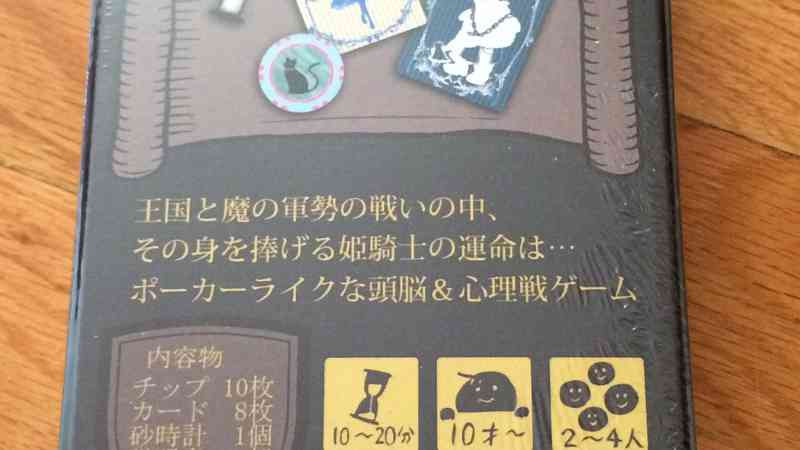 王国と魔の軍勢の戦いの中、
その身を捧げる姫騎士の運命は…
ポーカーライクな頭脳＆心理戦ゲーム
内容物
チップ 10枚
カード 8枚
砂時計 1個
10〜20分
10才〜
2〜4人